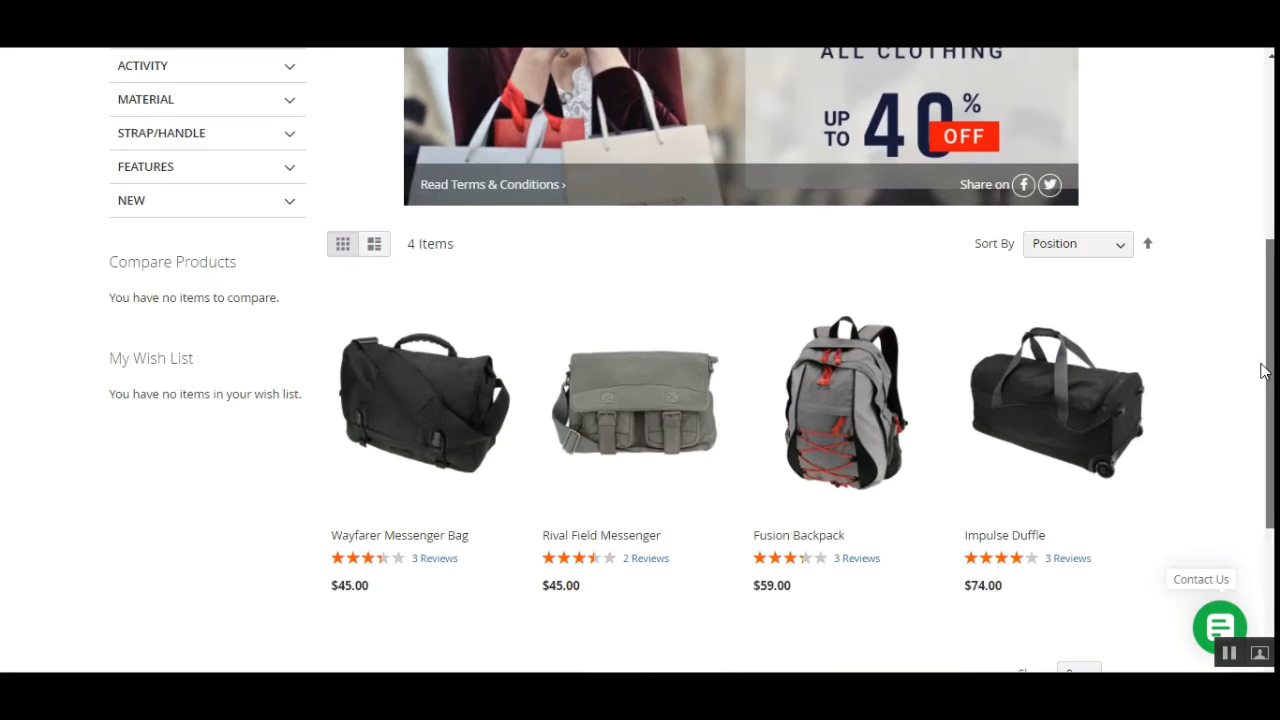 ACTIVITY
MATERIAL
STRAP/HANDLE
FEATURES
NEW
Compare Products
You have no items to compare.
My Wish List
You have no items in your wish list.
ALL CLOTHING
UP TO 40% OFF
Read Terms & Conditions ›
Share on
4 Items
Sort By Position
Wayfarer Messenger Bag
3 Reviews
$45.00
Rival Field Messenger
2 Reviews
$45.00
Fusion Backpack
3 Reviews
$59.00
Impulse Duffle
3 Reviews
$74.00
Contact Us